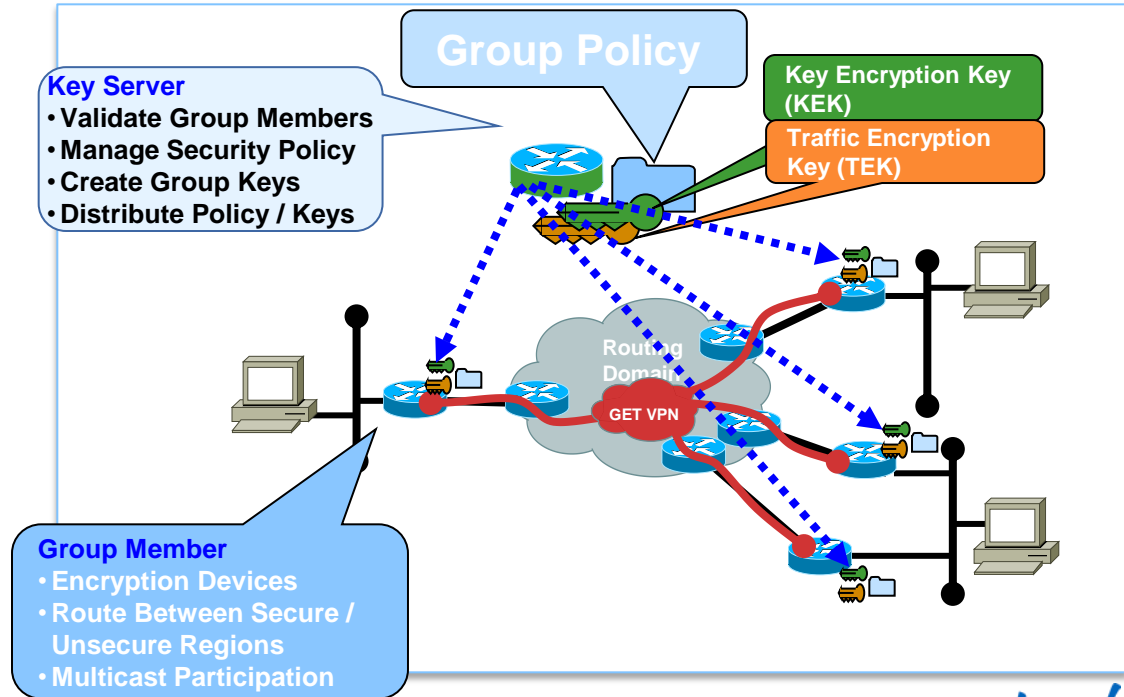 Group Policy
Key Server
• Validate Group Members
• Manage Security Policy
• Create Group Keys
• Distribute Policy / Keys
Key Encryption Key
(KEK)
Traffic Encryption
Key (TEK)
Routing
Domain
GET VPN
Group Member
• Encryption Devices
• Route Between Secure /
Unsecure Regions
• Multicast Participation